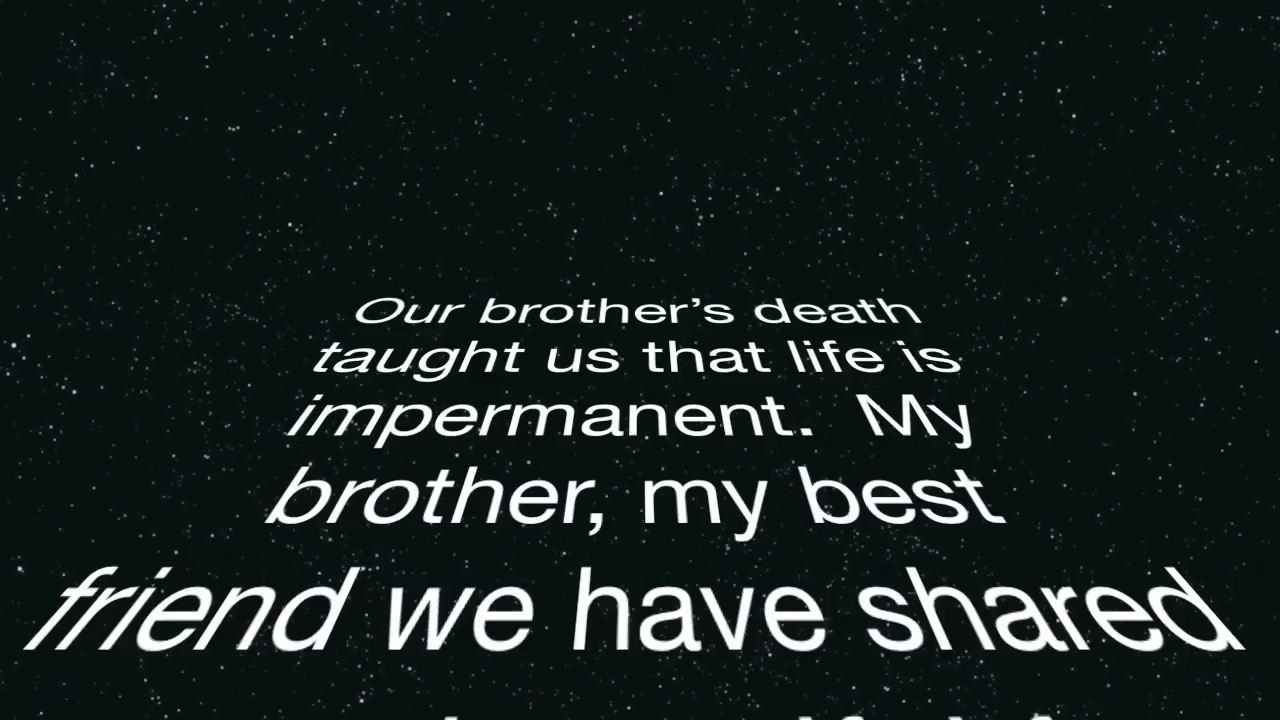 Our brother’s death
taught us that life is
impermanent.  My
brother, my best
friend we have shared